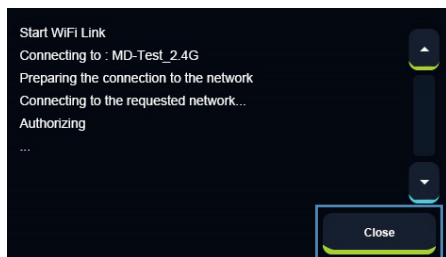 Start WiFi Link
Connecting to : MD-Test_2.4G
Preparing the connection to the network
Connecting to the requested network...
Authorizing
...
Close